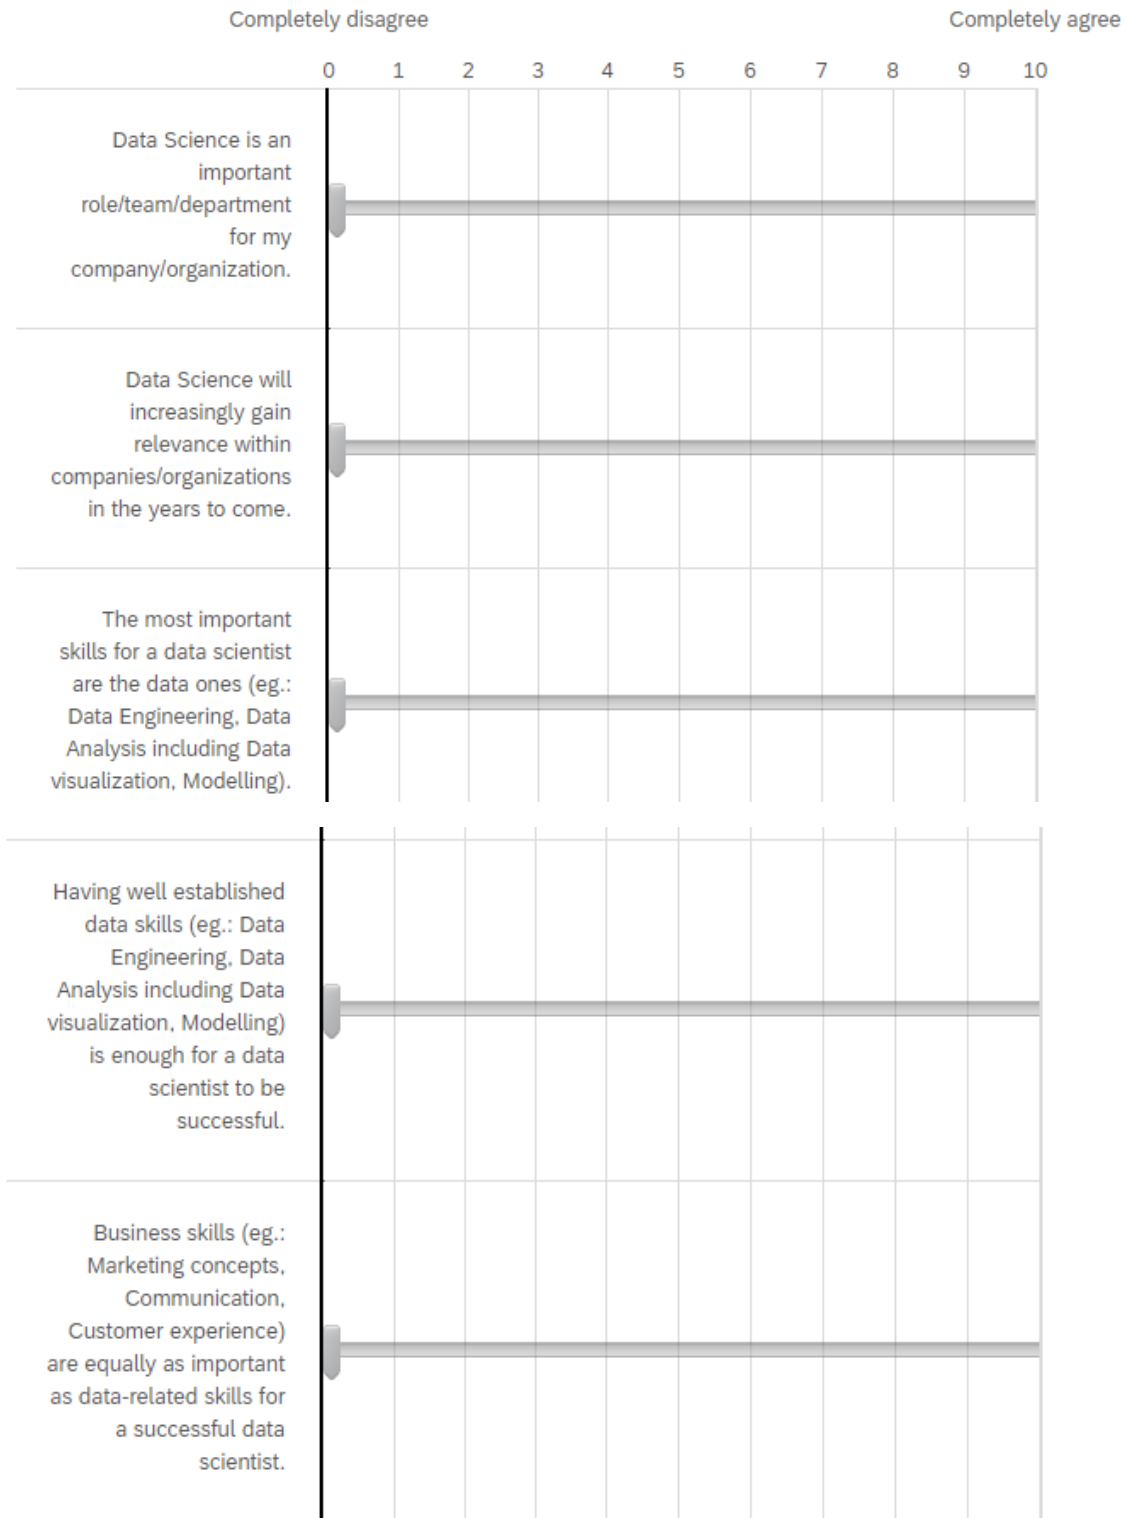 Completely disagree Completely agree
0 1 2 3 4 5 6 7 8 9 10
Data Science is an
important
role/team/department
for my
company/organization.
Data Science will
increasingly gain
relevance within
companies/organizations
in the years to come.
The most important
skills for a data scientist
are the data ones (eg.:
Data Engineering, Data
Analysis including Data
visualization, Modelling).
Having well established
data skills (eg.: Data
Engineering, Data
Analysis including Data
visualization, Modelling)
is enough for a data
scientist to be
successful.
Business skills (eg.:
Marketing concepts,
Communication,
Customer experience)
are equally as important
as data-related skills for
a successful data
scientist.